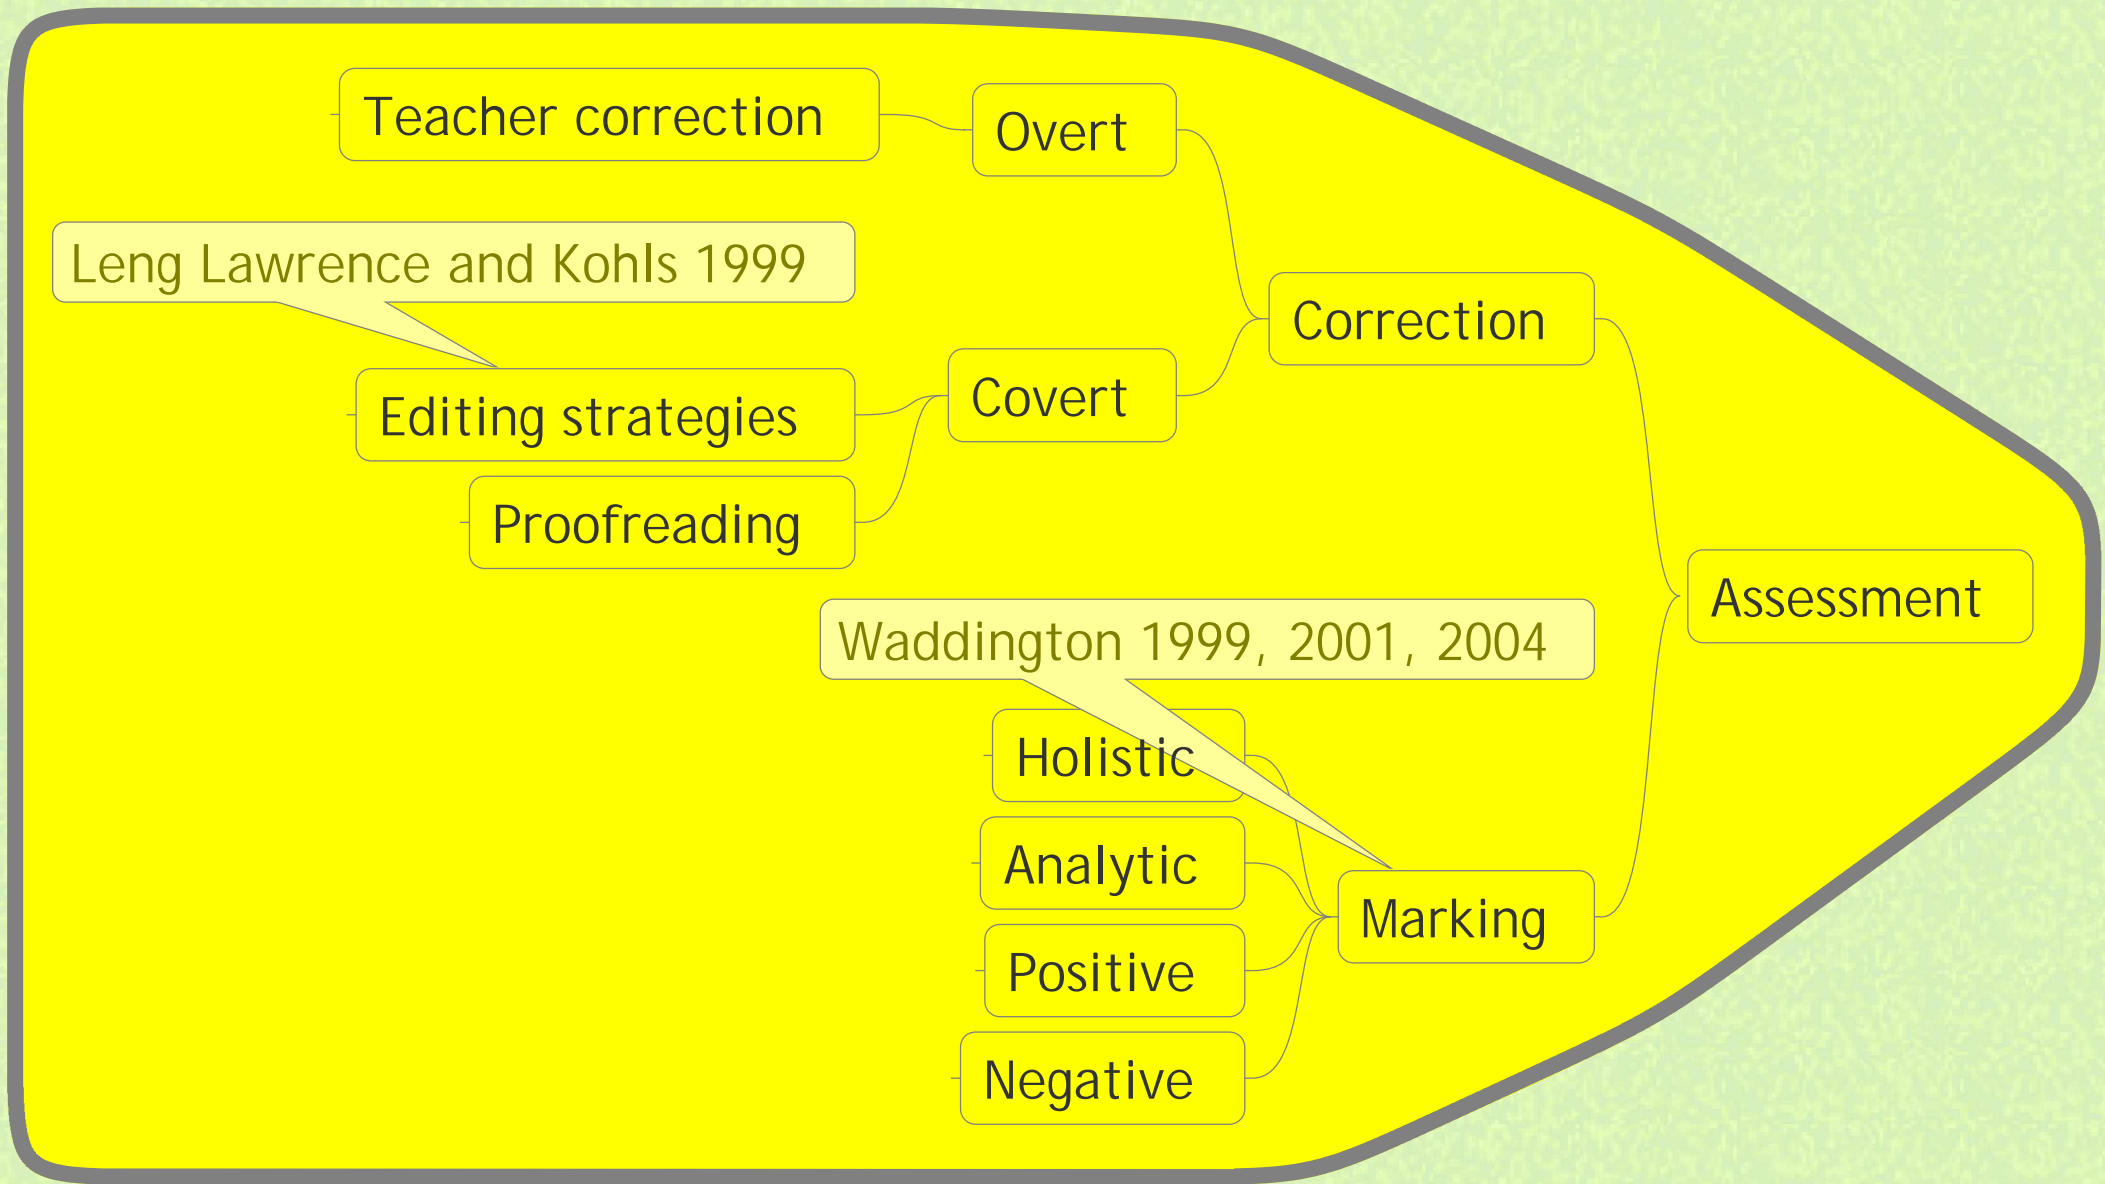 Teacher correction
Overt
Leng Lawrence and Kohls 1999
Correction
Covert
Editing strategies
Proofreading
Assessment
Waddington 1999, 2001, 2004
Holistic
Analytic
Marking
Positive
Negative